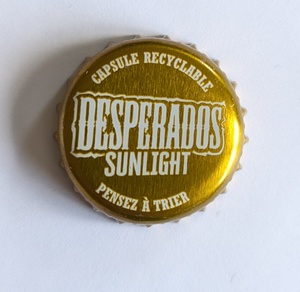 CAPSULE RECYCLABLE
DESPERADOS
SUNLIGHT
PENSEZ À TRIER